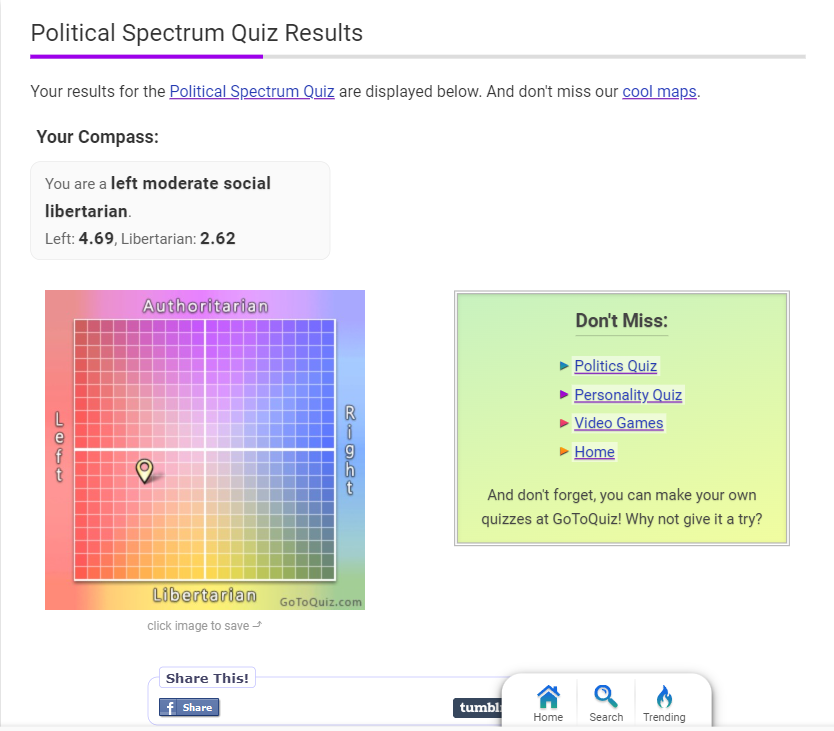 Political Spectrum Quiz Results
Your results for the Political Spectrum Quiz are displayed below. And don't miss our cool maps.
Your Compass:
You are a left moderate social
libertarian.
Left: 4.69, Libertarian: 2.62
Authoritarian
Left
Right
Libertarian
GoToQuiz.com
click image to save
Don't Miss:
Politics Quiz
Personality Quiz
Video Games
Home
And don't forget, you can make your own
quizzes at GoToQuiz! Why not give it a try?
Share This!
f Share
Home
Search
Trending